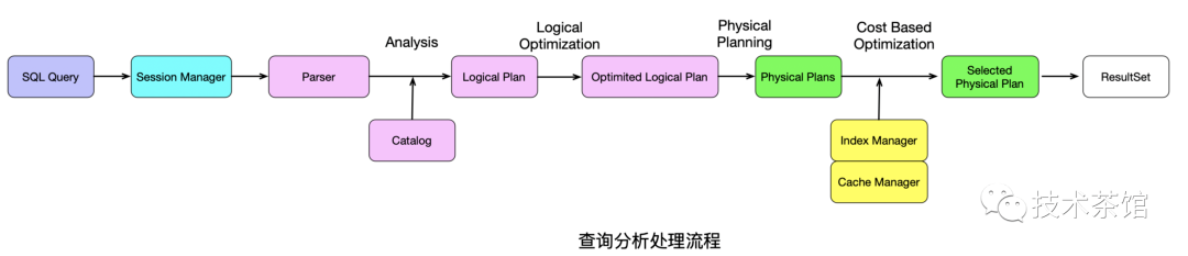 Logical
Optimization
Physical
Planning
Cost Based
Optimization
Analysis
SQL Query
Session Manager
Parser
Logical Plan
Optimited Logical Plan
Physical Plans
Selected
Physical Plan
ResultSet
Catalog
Index Manager
Cache Manager
技术茶馆
查询分析处理流程